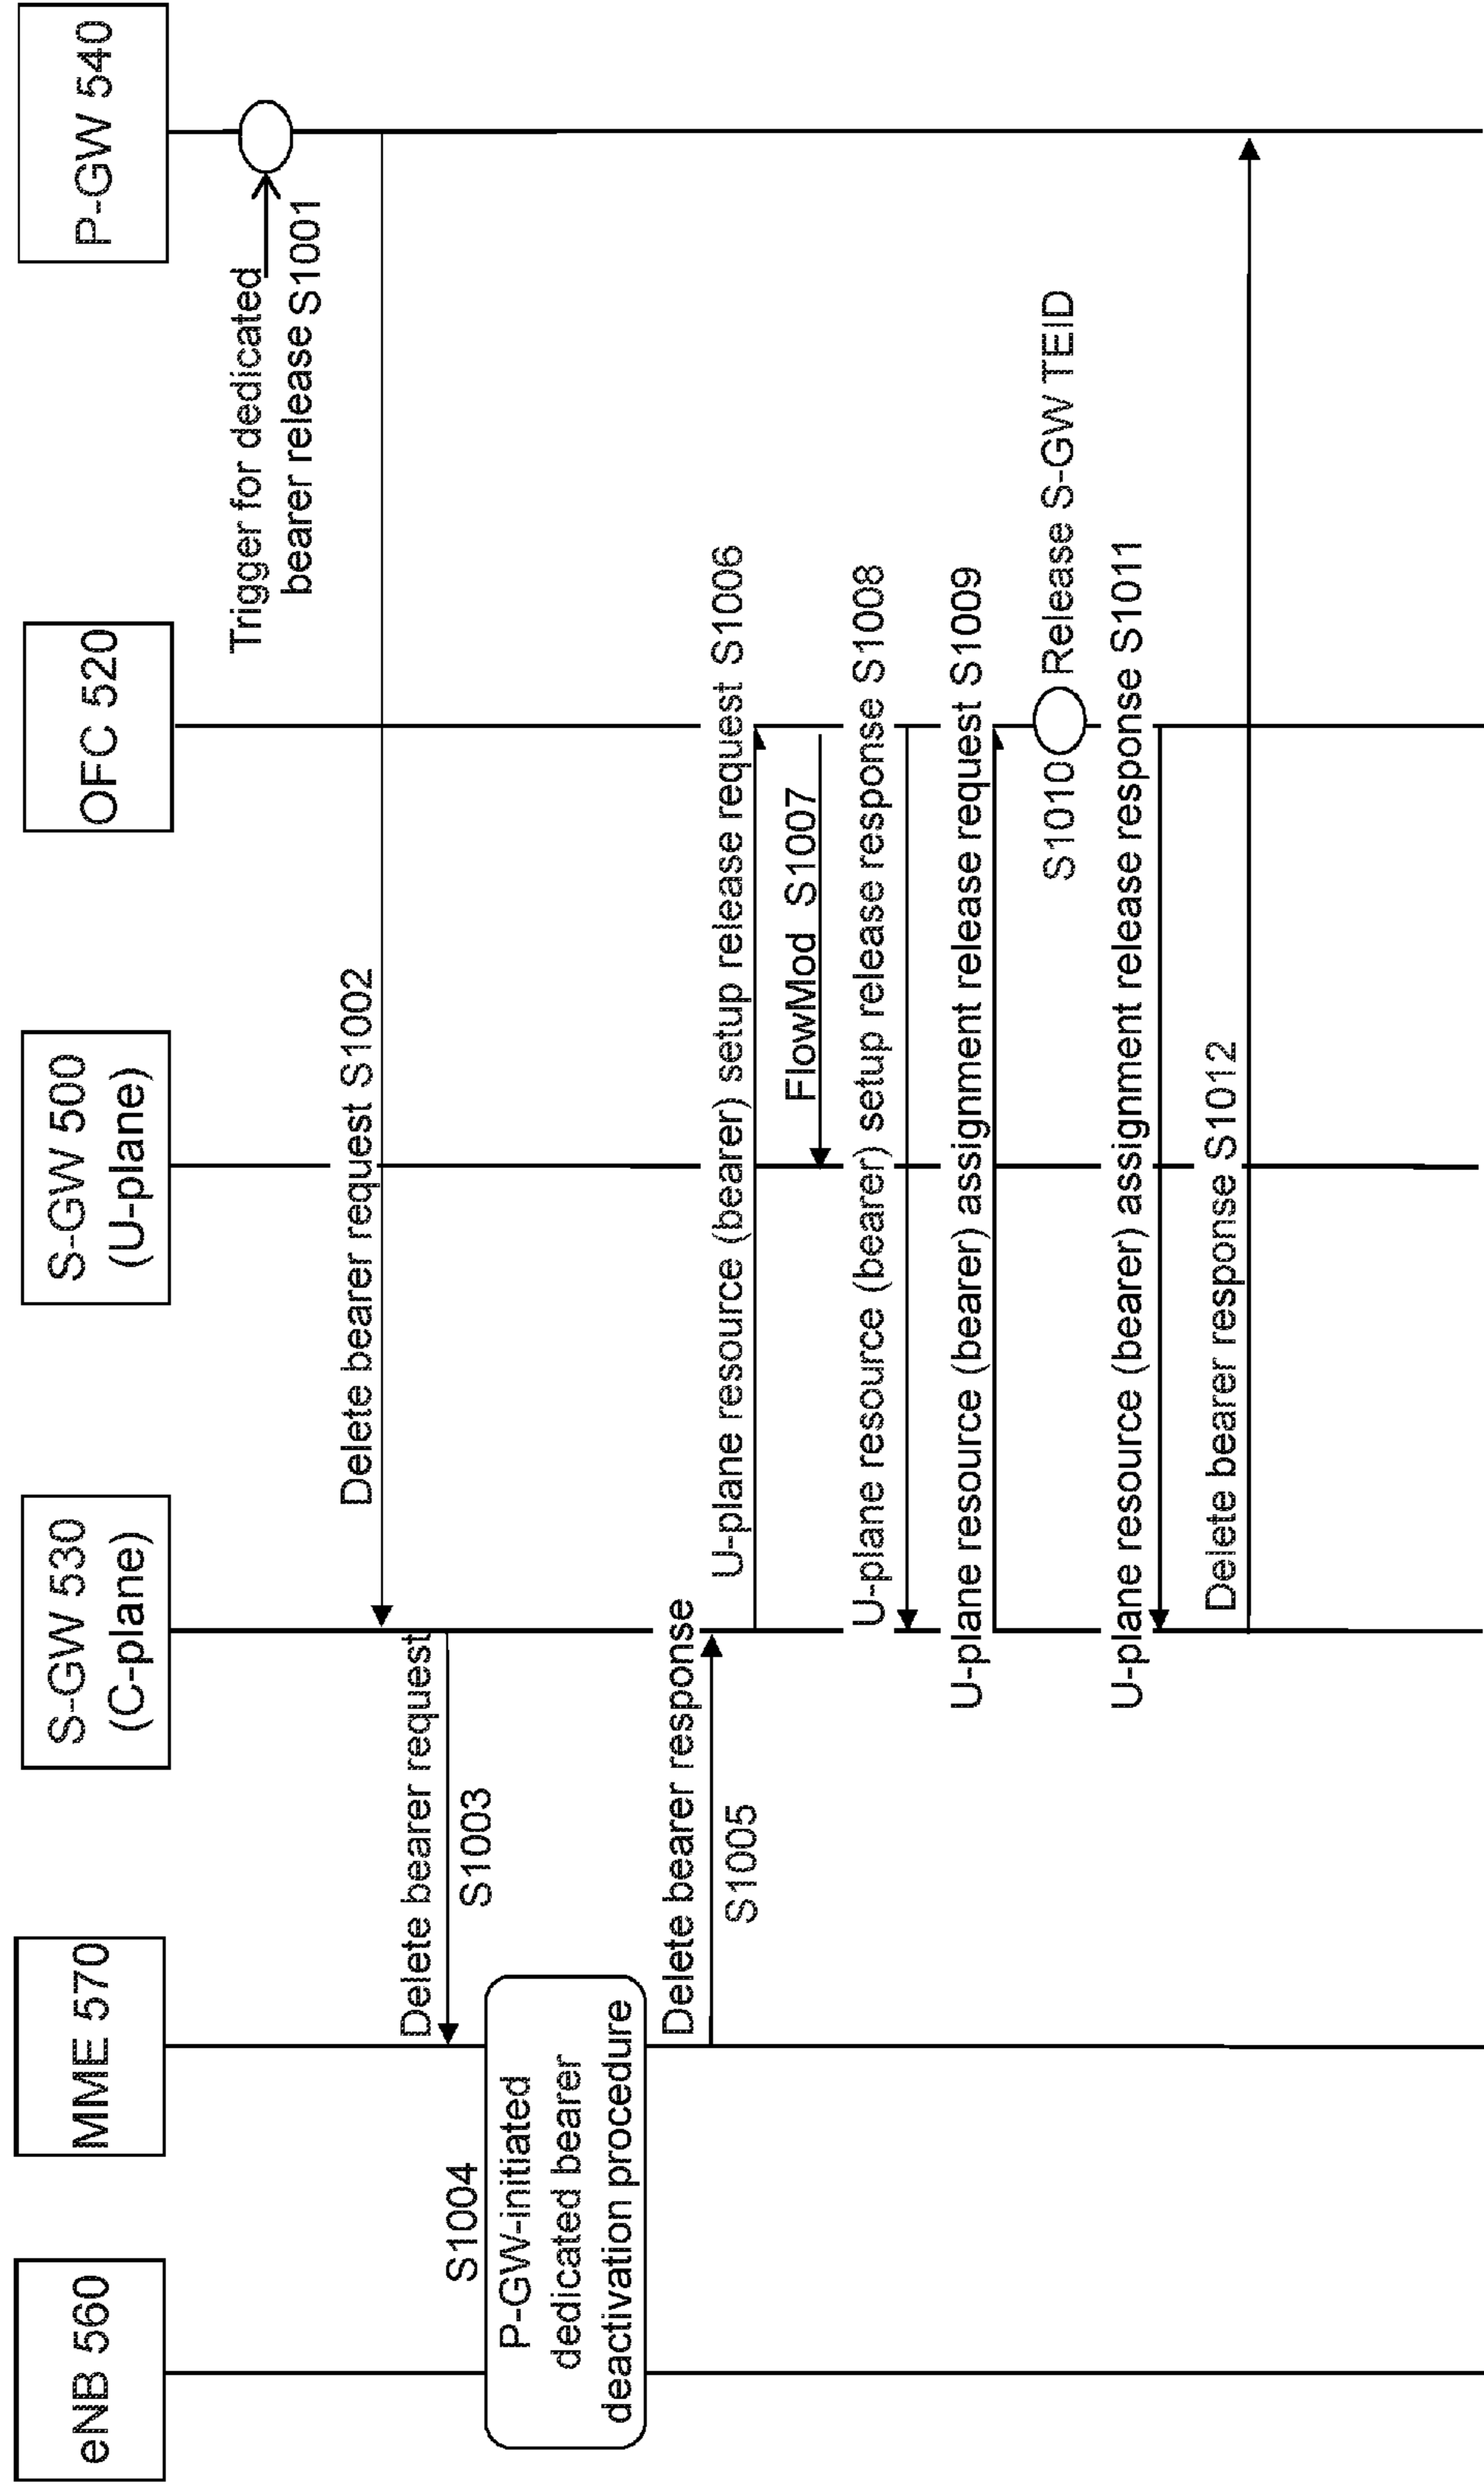 eNB 560
MME 570
S-GW 530
(C-plane)
S-GW 500
(U-plane)
OFC 520
P-GW 540
Trigger for dedicated
bearer release S1001
Delete bearer request S1002
Delete bearer request
S1003
S1004
P-GW-initiated
dedicated bearer
deactivation procedure
Delete bearer response
S1005
U-plane resource (bearer) setup release request S1006
FlowMod S1007
U-plane resource (bearer) setup release response S1008
U-plane resource (bearer) assignment release request S1009
S1010 Release S-GW TEID
U-plane resource (bearer) assignment release response S1011
Delete bearer response S1012